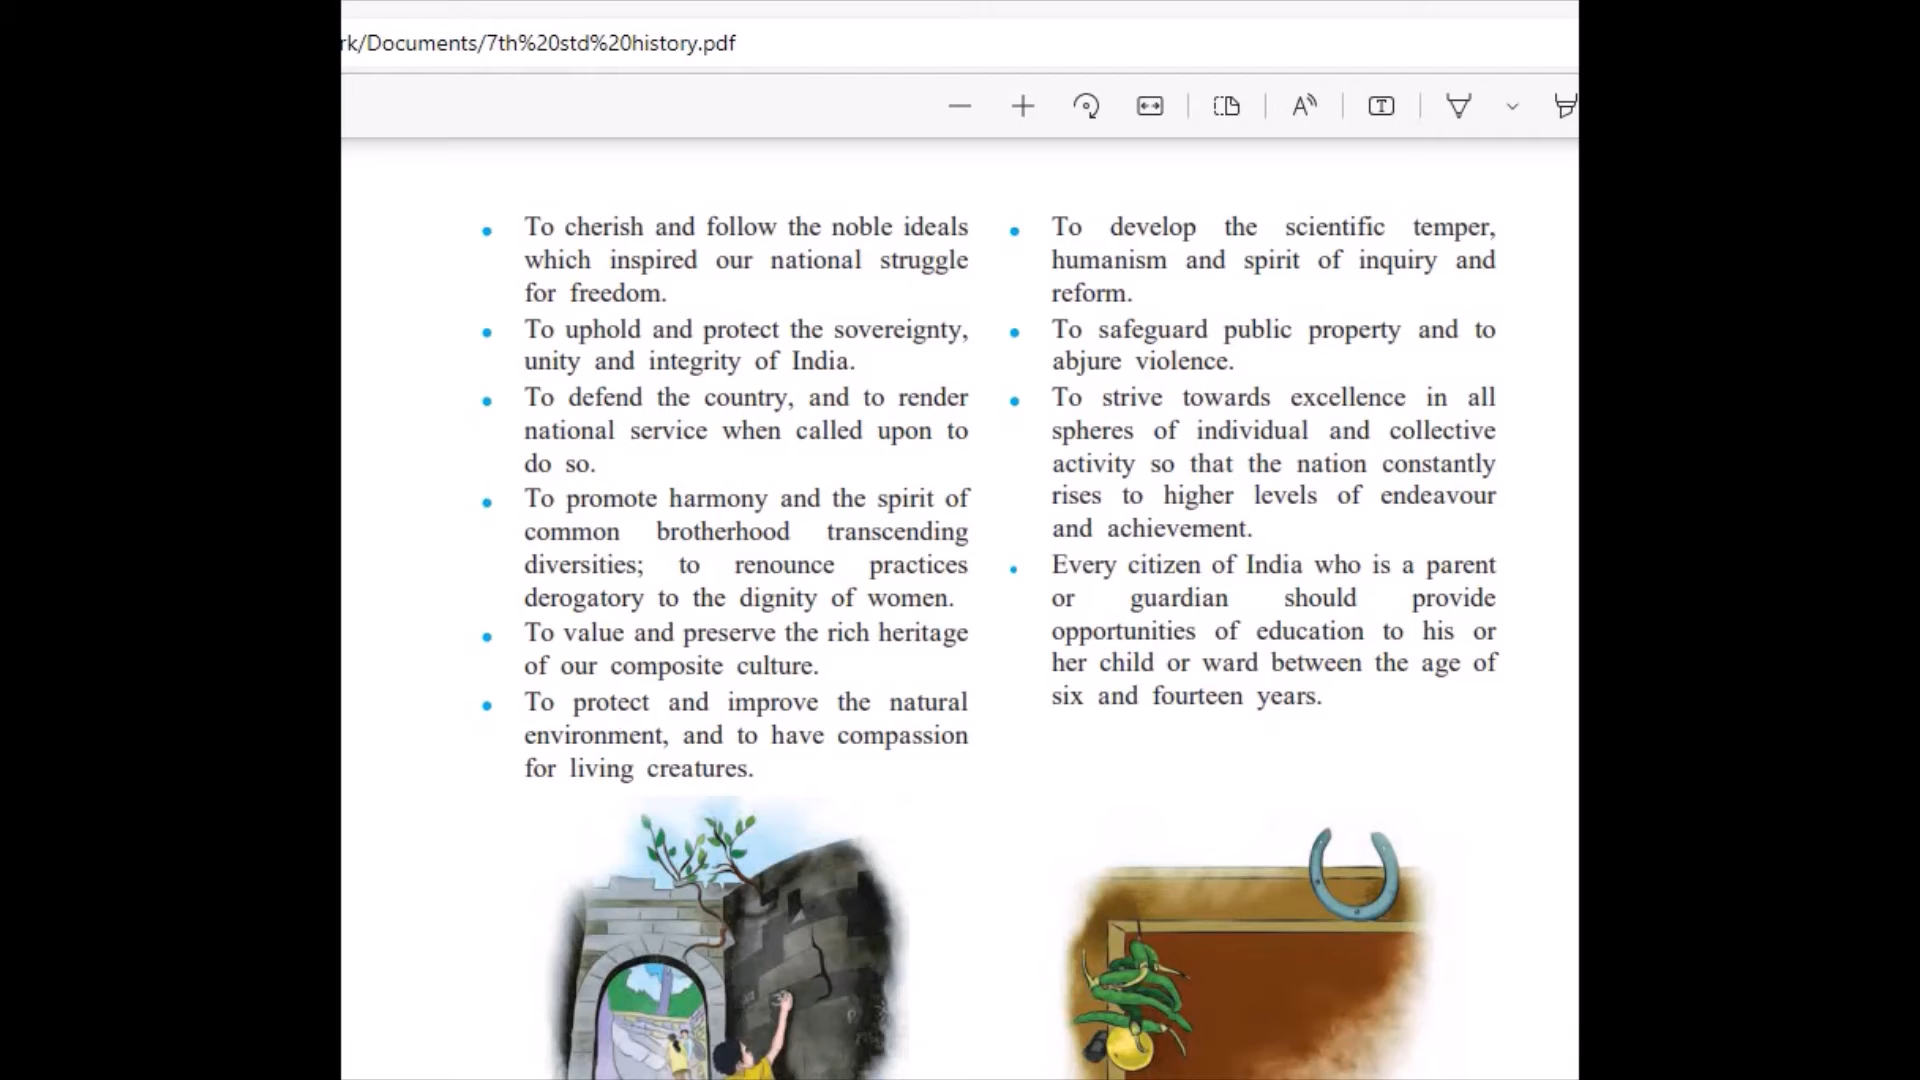 rk/Documents/7th%20std%20history.pdf
To cherish and follow the noble ideals
which inspired our national struggle
for freedom.
To uphold and protect the sovereignty,
unity and integrity of India.
To defend the country, and to render
national service when called upon to
do so.
To promote harmony and the spirit of
common brotherhood transcending
diversities; to renounce practices
derogatory to the dignity of women.
To value and preserve the rich heritage
of our composite culture.
To protect and improve the natural
environment, and to have compassion
for living creatures.
To develop the scientific temper,
humanism and spirit of inquiry and
reform.
To safeguard public property and to
abjure violence.
To strive towards excellence in all
spheres of individual and collective
activity so that the nation constantly
rises to higher levels of endeavour
and achievement.
Every citizen of India who is a parent
or guardian should provide
opportunities of education to his or
her child or ward between the age of
six and fourteen years.